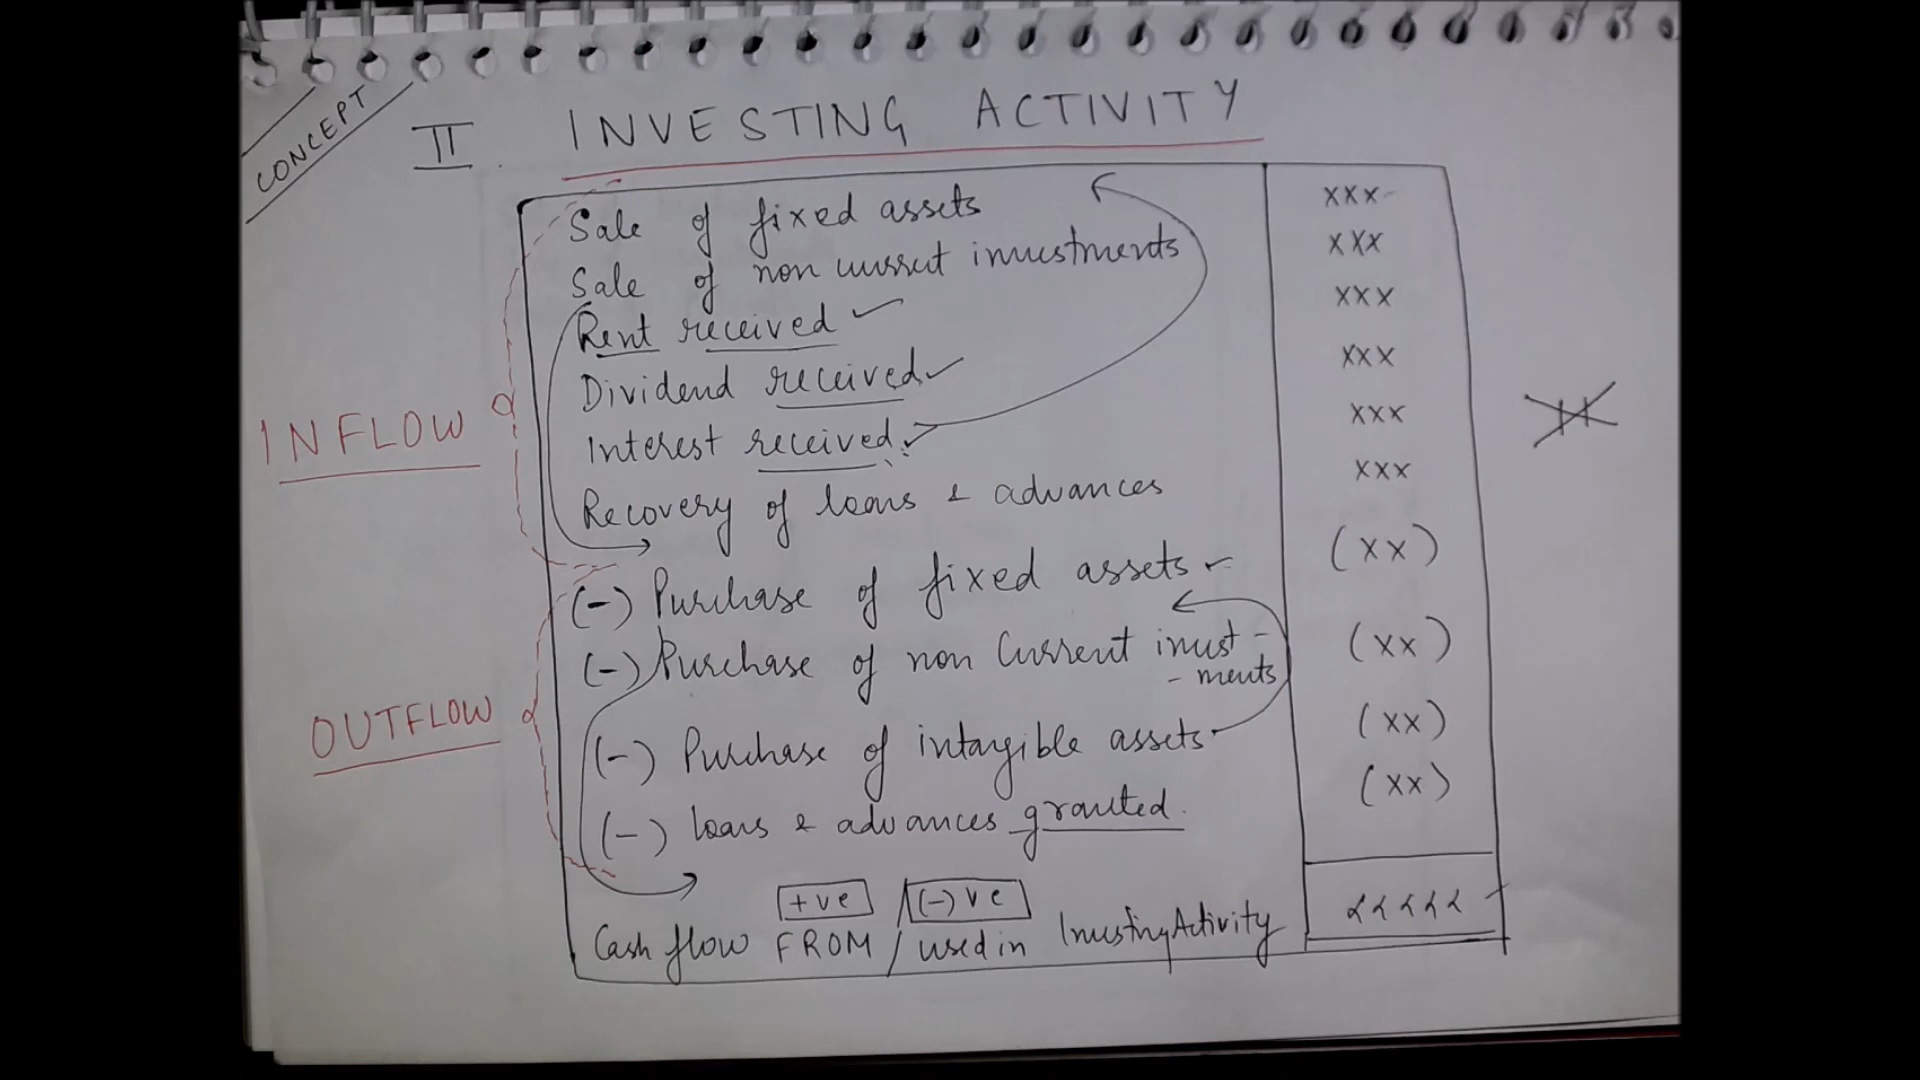 CONCEPT
II. INVESTING ACTIVITY
Sale of fixed assets xxx
Sale of non current investments xxx
Rent received xxx
Dividend received xxx
Interest received xxx
Recovery of loans & advances xxx
INFLOW
(-) Purchase of fixed assets (xx)
(-) Purchase of non Current invest-
- ments (xx)
(-) Purchase of intangible assets (xx)
(-) loans & advances granted. (xx)
OUTFLOW
+ve / (-)ve
Cash flow FROM / used in Investing Activity